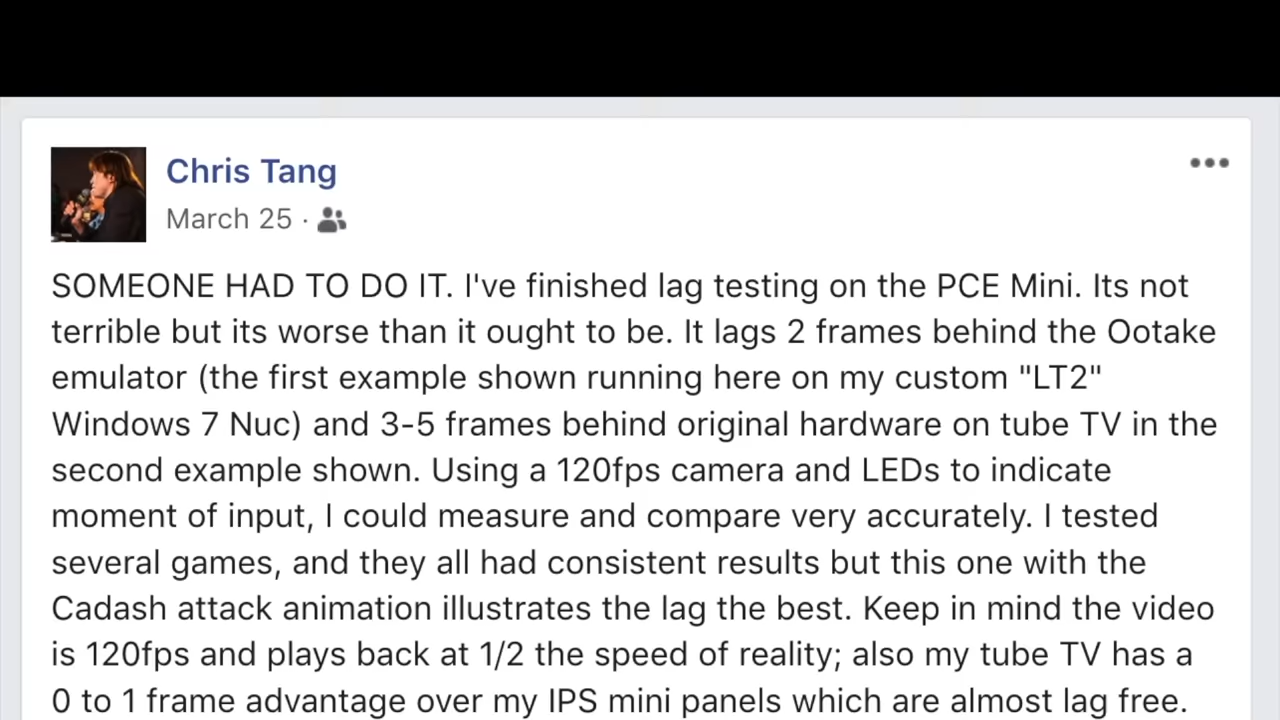 Chris Tang
March 25 ·
SOMEONE HAD TO DO IT. I've finished lag testing on the PCE Mini. Its not
terrible but its worse than it ought to be. It lags 2 frames behind the Ootake
emulator (the first example shown running here on my custom "LT2"
Windows 7 Nuc) and 3-5 frames behind original hardware on tube TV in the
second example shown. Using a 120fps camera and LEDs to indicate
moment of input, I could measure and compare very accurately. I tested
several games, and they all had consistent results but this one with the
Cadash attack animation illustrates the lag the best. Keep in mind the video
is 120fps and plays back at 1/2 the speed of reality; also my tube TV has a
0 to 1 frame advantage over my IPS mini panels which are almost lag free.